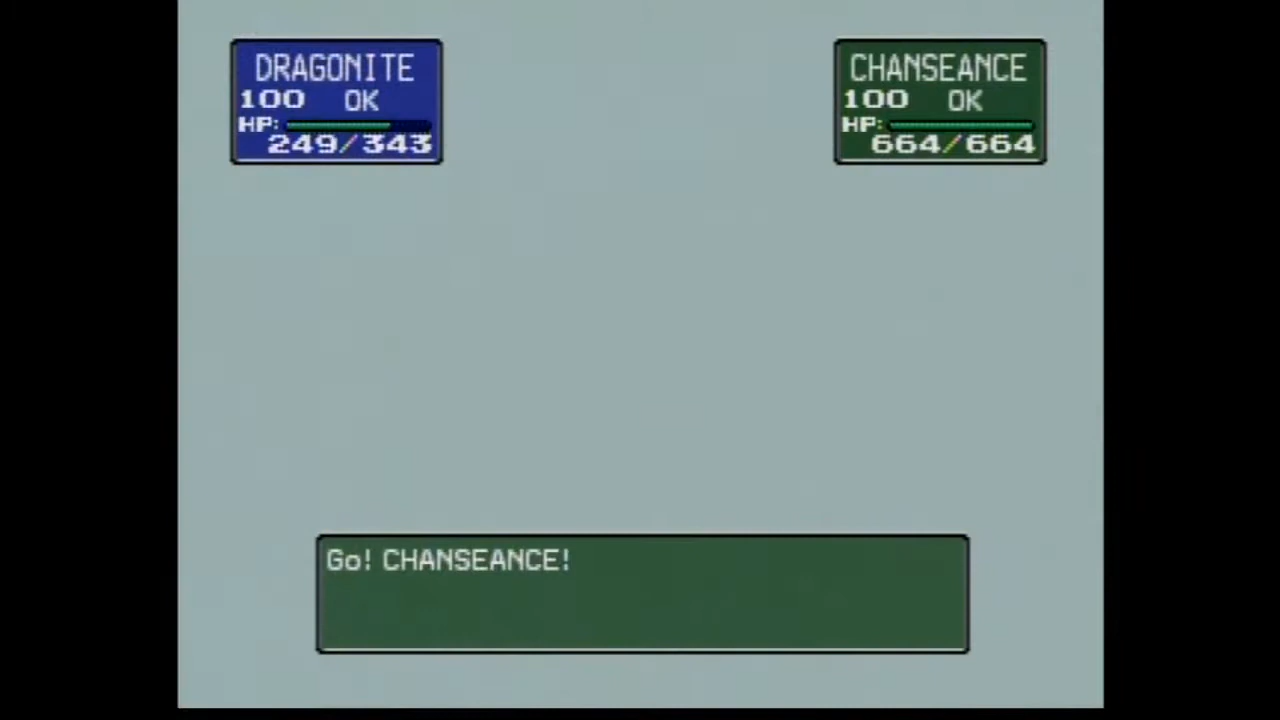 DRAGONITE
100 OK
HP:
249/343
CHANSEANCE
100 OK
HP:
664/664
Go! CHANSEANCE!